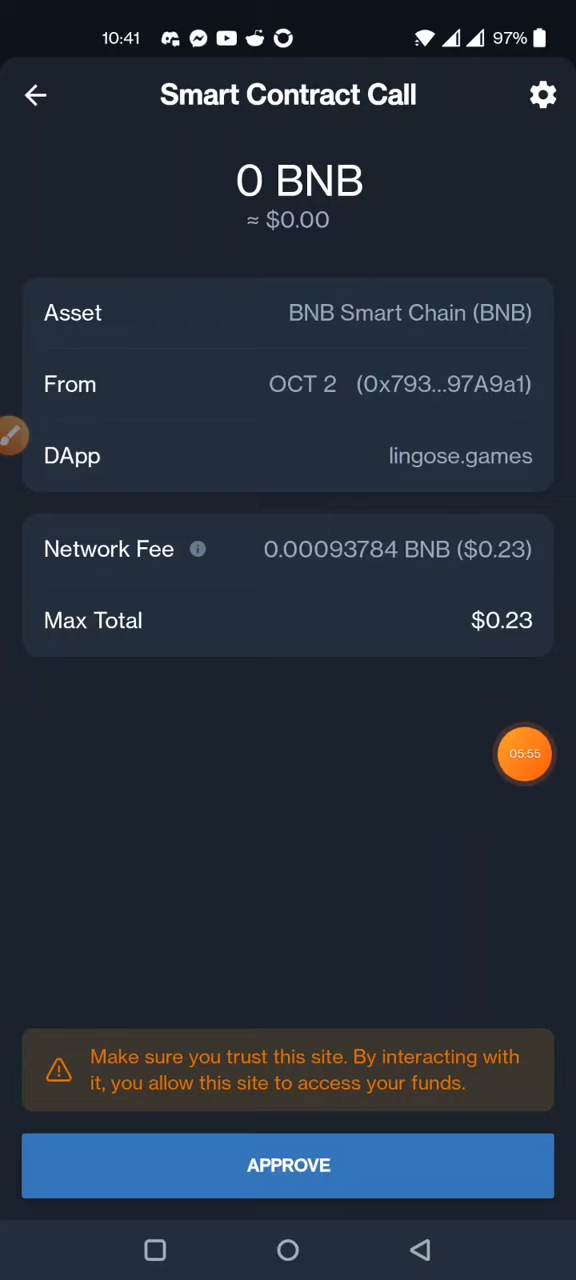 10:41 97%
Smart Contract Call
0 BNB
≈ $0.00
Asset BNB Smart Chain (BNB)
From OCT 2 (0x793...97A9a1)
DApp lingose.games
Network Fee 0.00093784 BNB ($0.23)
Max Total $0.23
05:55
Make sure you trust this site. By interacting with
it, you allow this site to access your funds.
APPROVE